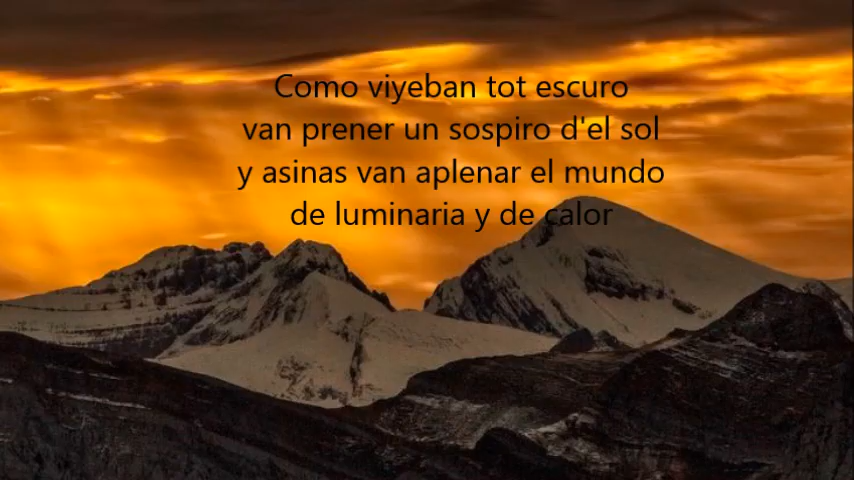 Como viyeban tot escuro
van prener un sospiro d'el sol
y asinas van aplenar el mundo
de luminaria y de calor